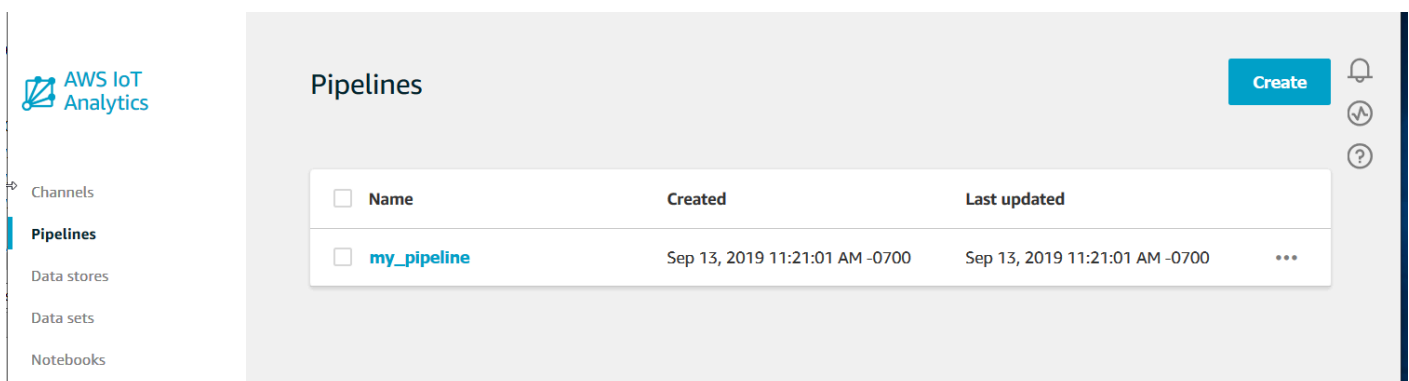 AWS IoT
Analytics
Channels
Pipelines
Data stores
Data sets
Notebooks
Pipelines
Create
Name Created Last updated
my_pipeline Sep 13, 2019 11:21:01 AM -0700 Sep 13, 2019 11:21:01 AM -0700